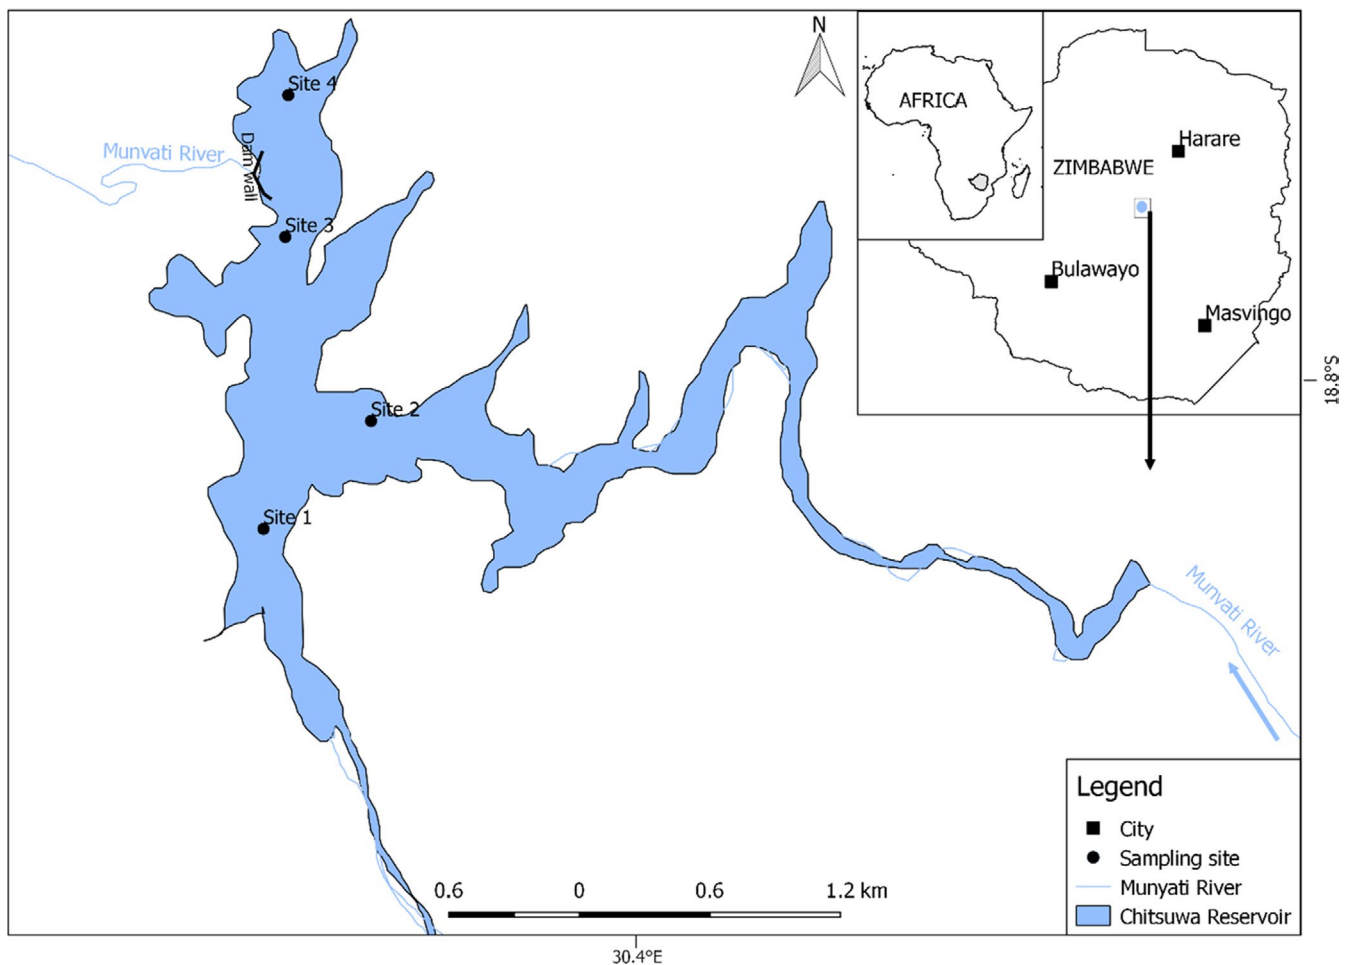 N
AFRICA
ZIMBABWE
Harare
Bulawayo
Masvingo
Site 4
Munyati River
Dam wall
Site 3
Site 2
Site 1
Munyati River
18.8°S
0.6 0 0.6 1.2 km
30.4°E
Legend
City
Sampling site
Munyati River
Chitsuwa Reservoir